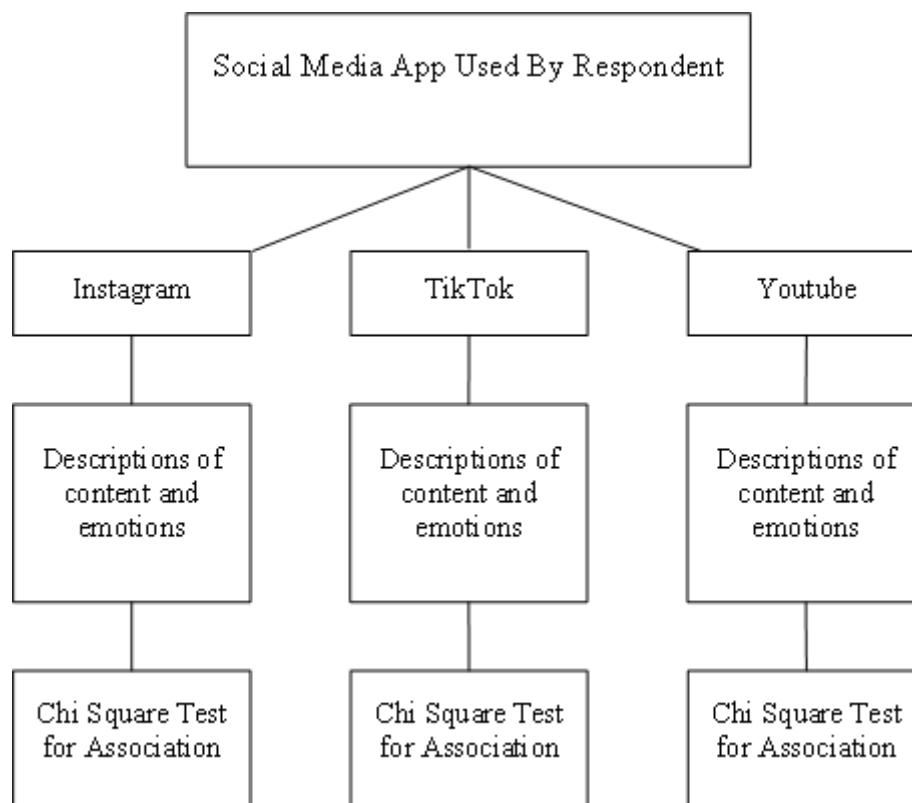 Social Media App Used By Respondent
Instagram
TikTok
Youtube
Descriptions of
content and
emotions
Descriptions of
content and
emotions
Descriptions of
content and
emotions
Chi Square Test
for Association
Chi Square Test
for Association
Chi Square Test
for Association